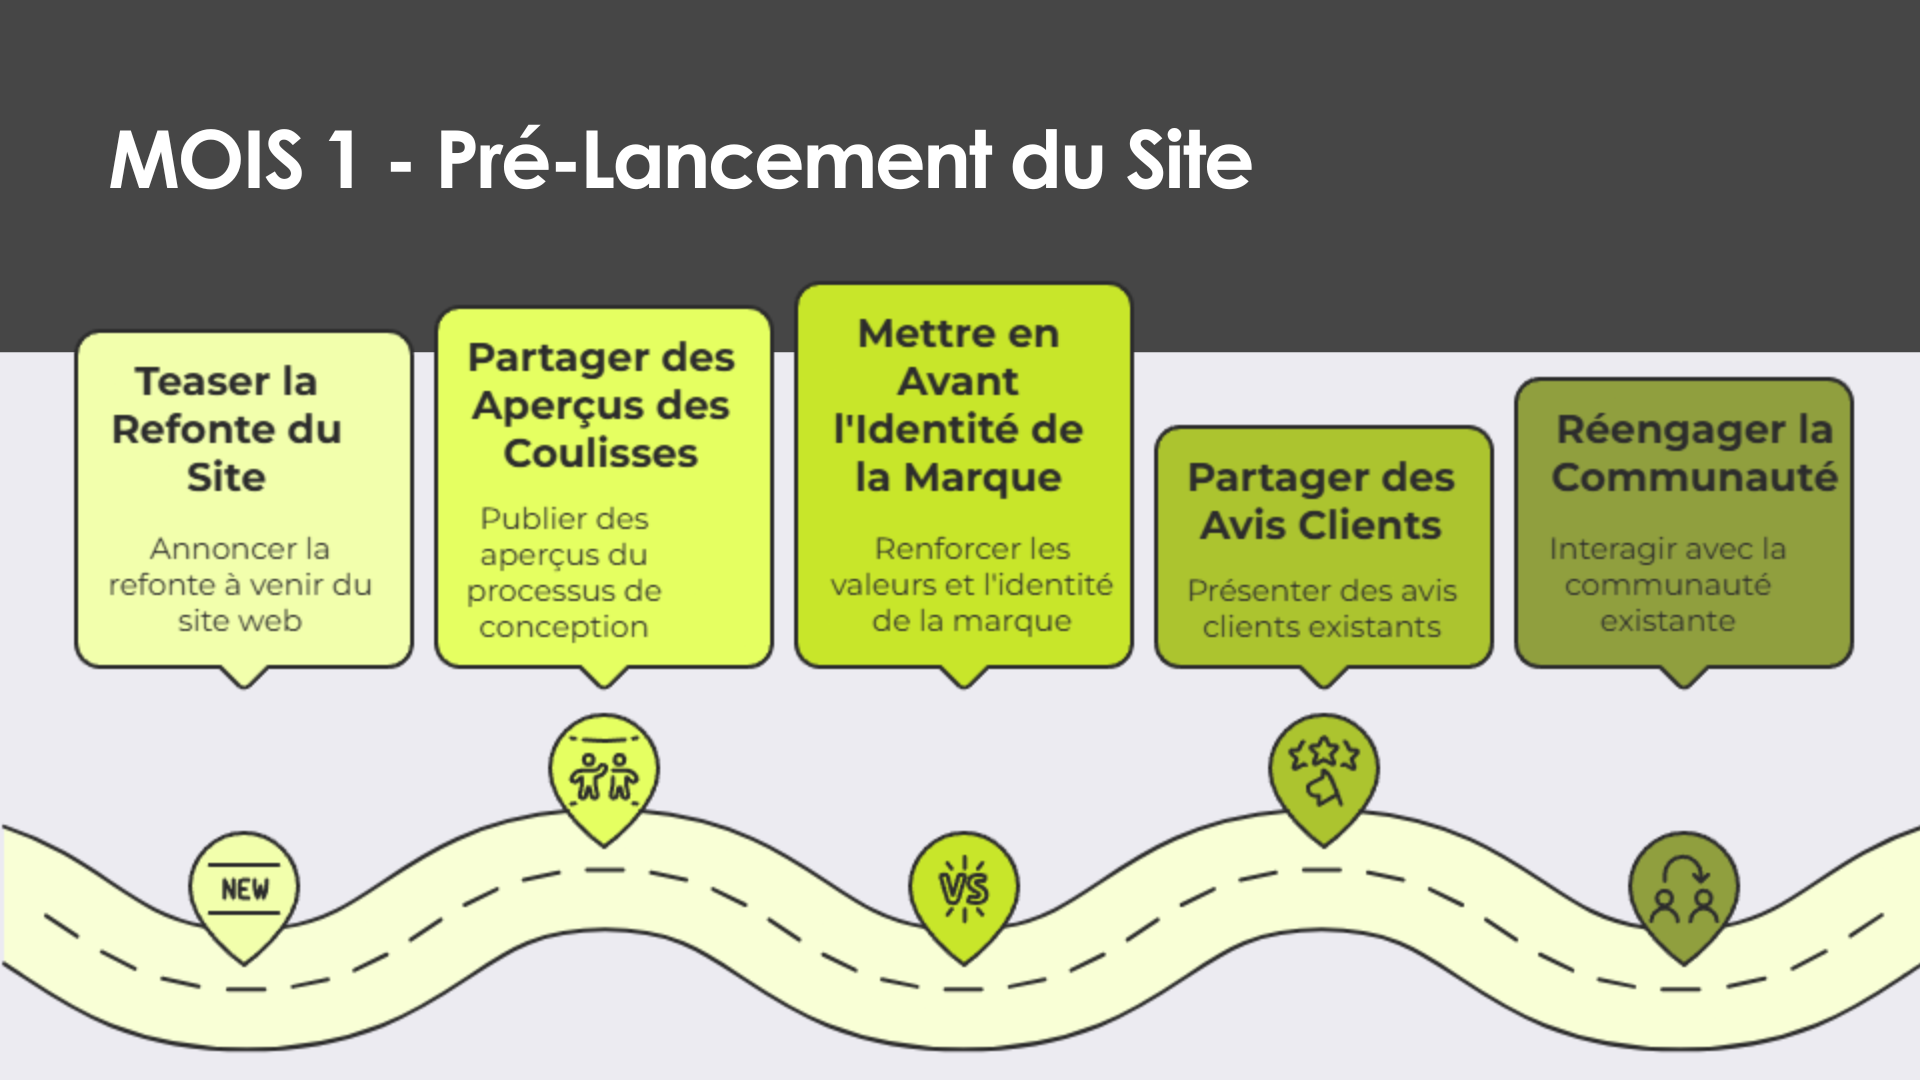 MOIS 1 - Pré-Lancement du Site
Teaser la
Refonte du
Site
Annoncer la
refonte à venir du
site web
Partager des
Aperçus des
Coulisses
Publier des
aperçus du
processus de
conception
Mettre en
Avant
l'Identité de
la Marque
Renforcer les
valeurs et l'identité
de la marque
Partager des
Avis Clients
Présenter des avis
clients existants
Réengager la
Communauté
Interagir avec la
communauté
existante
NEW
VS